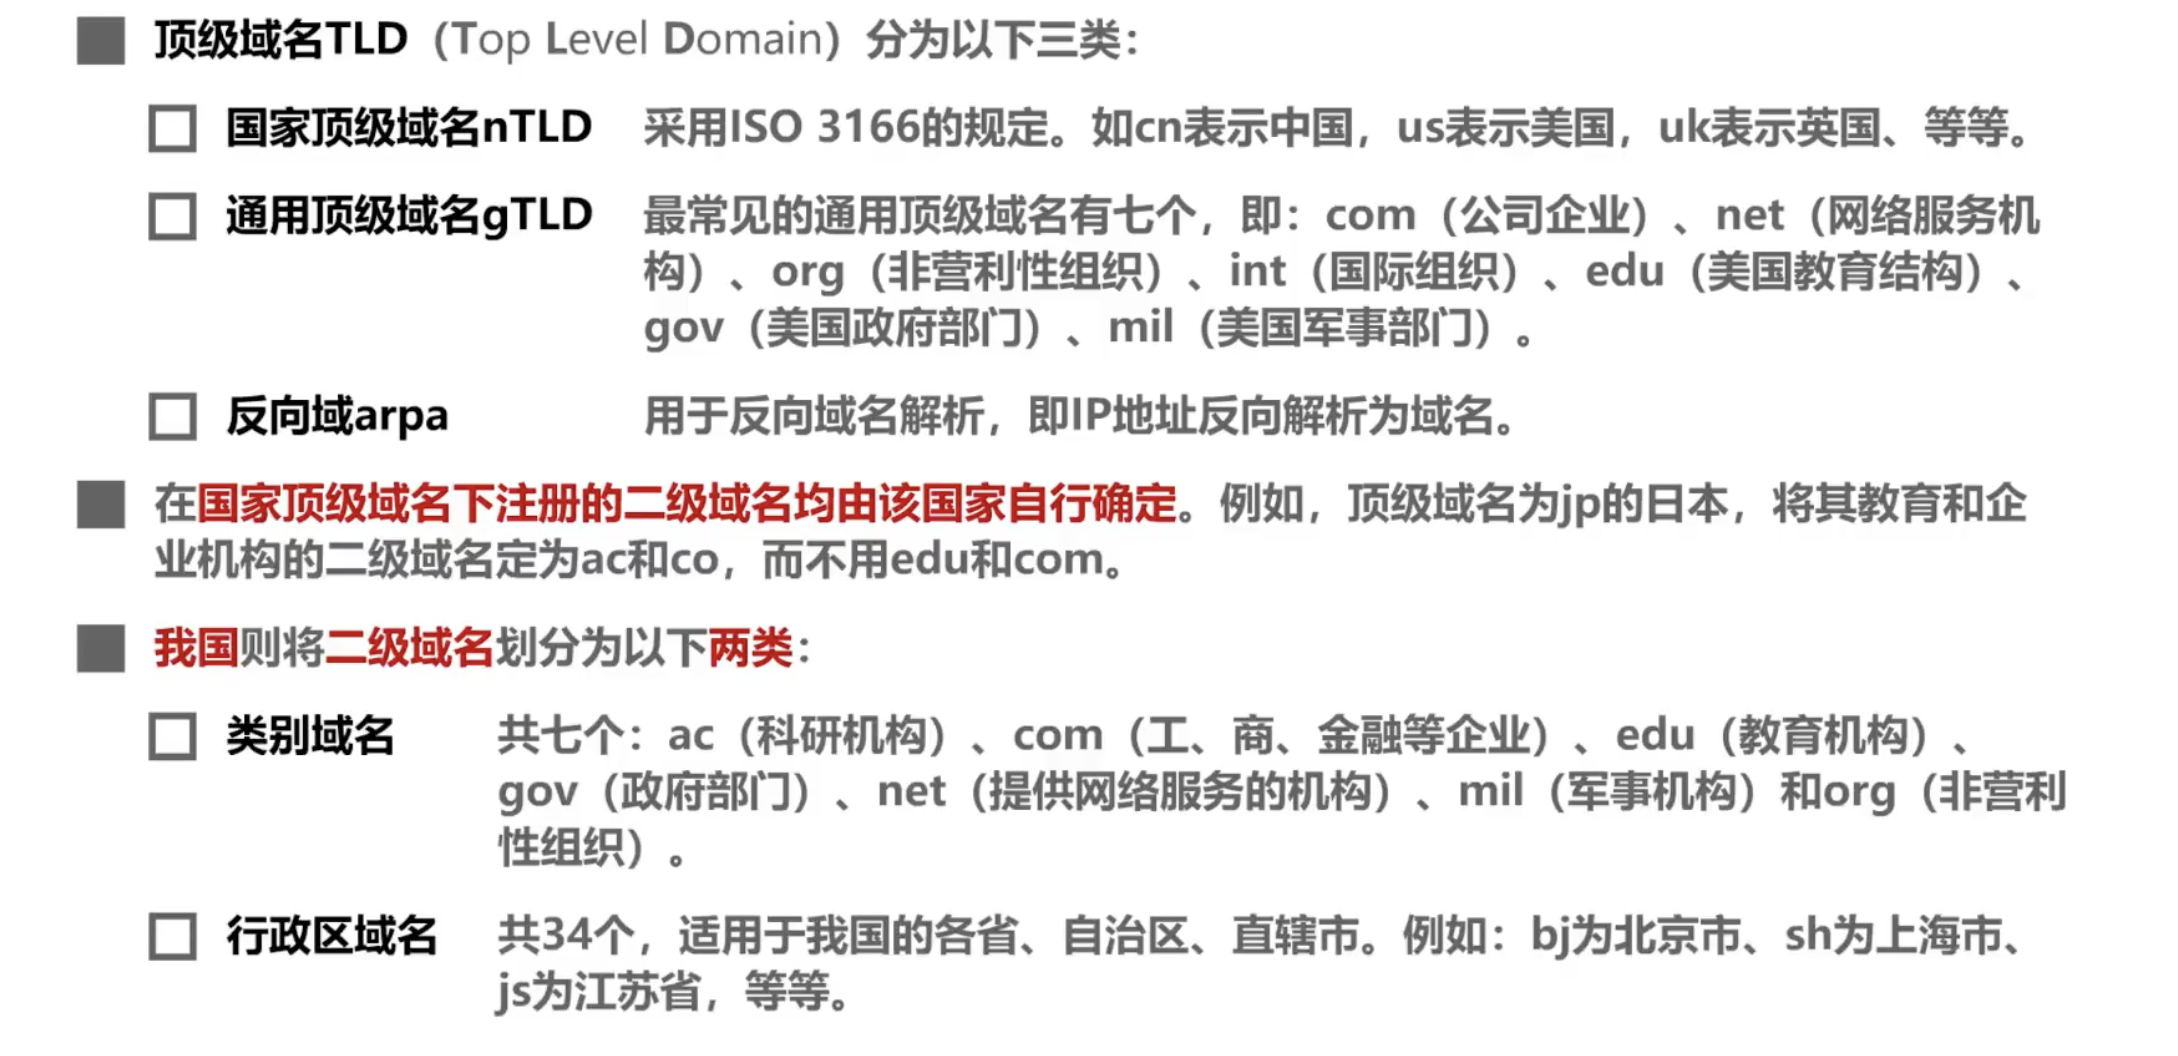 顶级域名TLD（Top Level Domain）分为以下三类：
国家顶级域名nTLD 采用ISO 3166的规定。如cn表示中国，us表示美国，uk表示英国、等等。
通用顶级域名gTLD 最常见的通用顶级域名有七个，即：com（公司企业）、net（网络服务机
构）、org（非营利性组织）、int（国际组织）、edu（美国教育结构）、
gov（美国政府部门）、mil（美国军事部门）。
反向域arpa 用于反向域名解析，即IP地址反向解析为域名。
在国家顶级域名下注册的二级域名均由该国家自行确定。例如，顶级域名为jp的日本，将其教育和企
业机构的二级域名定为ac和co，而不用edu和com。
我国则将二级域名划分为以下两类：
类别域名 共七个：ac（科研机构）、com（工、商、金融等企业）、edu（教育机构）、
gov（政府部门）、net（提供网络服务的机构）、mil（军事机构）和org（非营利
性组织）。
行政区域名 共34个，适用于我国的各省、自治区、直辖市。例如：bj为北京市、sh为上海市、
js为江苏省，等等。